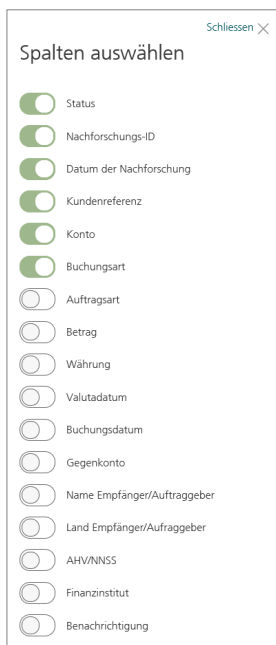 Schliessen
Spalten auswählen
Status
Nachforschungs-ID
Datum der Nachforschung
Kundenreferenz
Konto
Buchungsart
Auftragsart
Betrag
Währung
Valutadatum
Buchungsdatum
Gegenkonto
Name Empfänger/Auftraggeber
Land Empfänger/Aufraggeber
AHV/NNSS
Finanzinstitut
Benachrichtigung